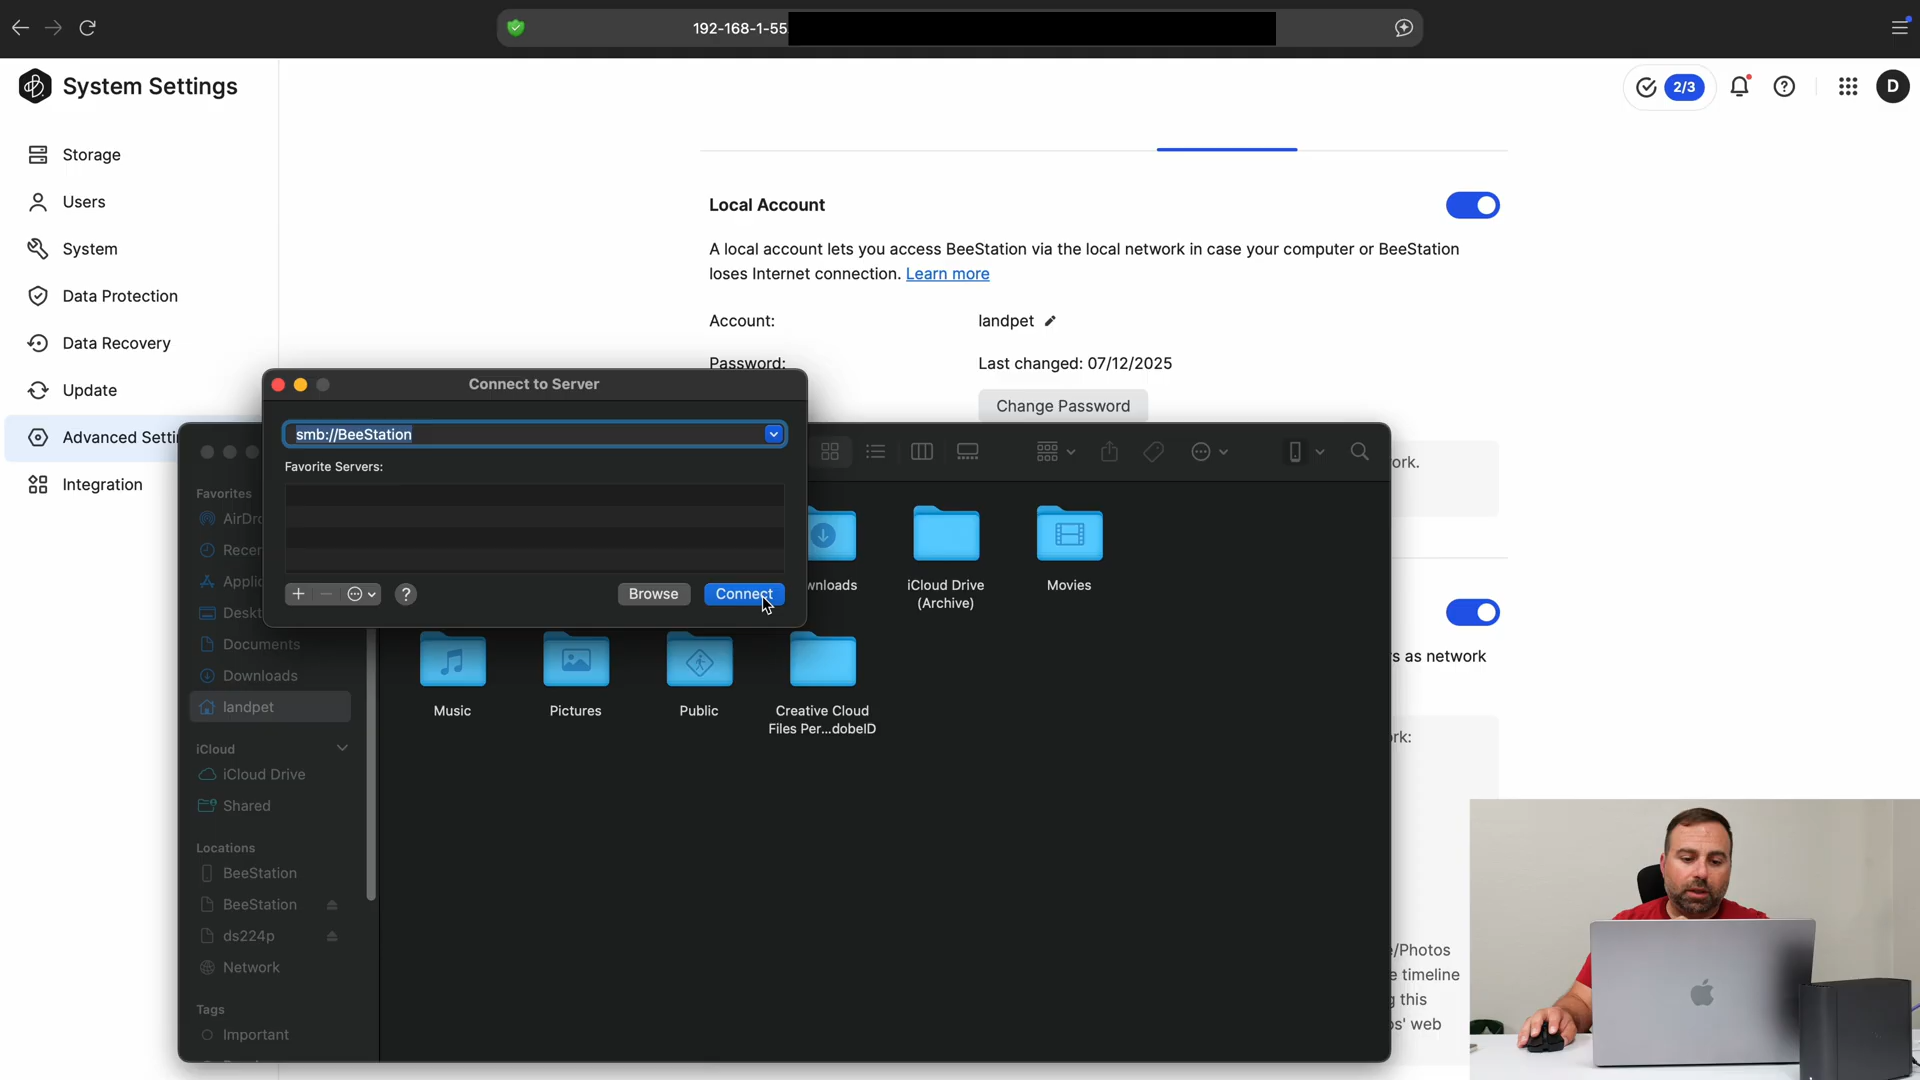 192-168-1-55
System Settings
2/3
D
Storage
Users
System
Data Protection
Data Recovery
Update
Advanced Setti
Integration
Local Account
A local account lets you access BeeStation via the local network in case your computer or BeeStation
loses Internet connection. Learn more
Account:
landpet
Password:
Last changed: 07/12/2025
Change Password
Connect to Server
smb://BeeStation
Favorite Servers:
+
−
?
Browse
Connect
Favorites
AirDro
Recen
Applic
Deskt
Documents
Downloads
landpet
iCloud
iCloud Drive
Shared
Locations
BeeStation
BeeStation
ds224p
Network
Tags
Important
wnloads
iCloud Drive
(Archive)
Movies
Music
Pictures
Public
Creative Cloud
Files Per...dobeID
ork.
s as network
rk:
e/Photos
e timeline
g this
os' web